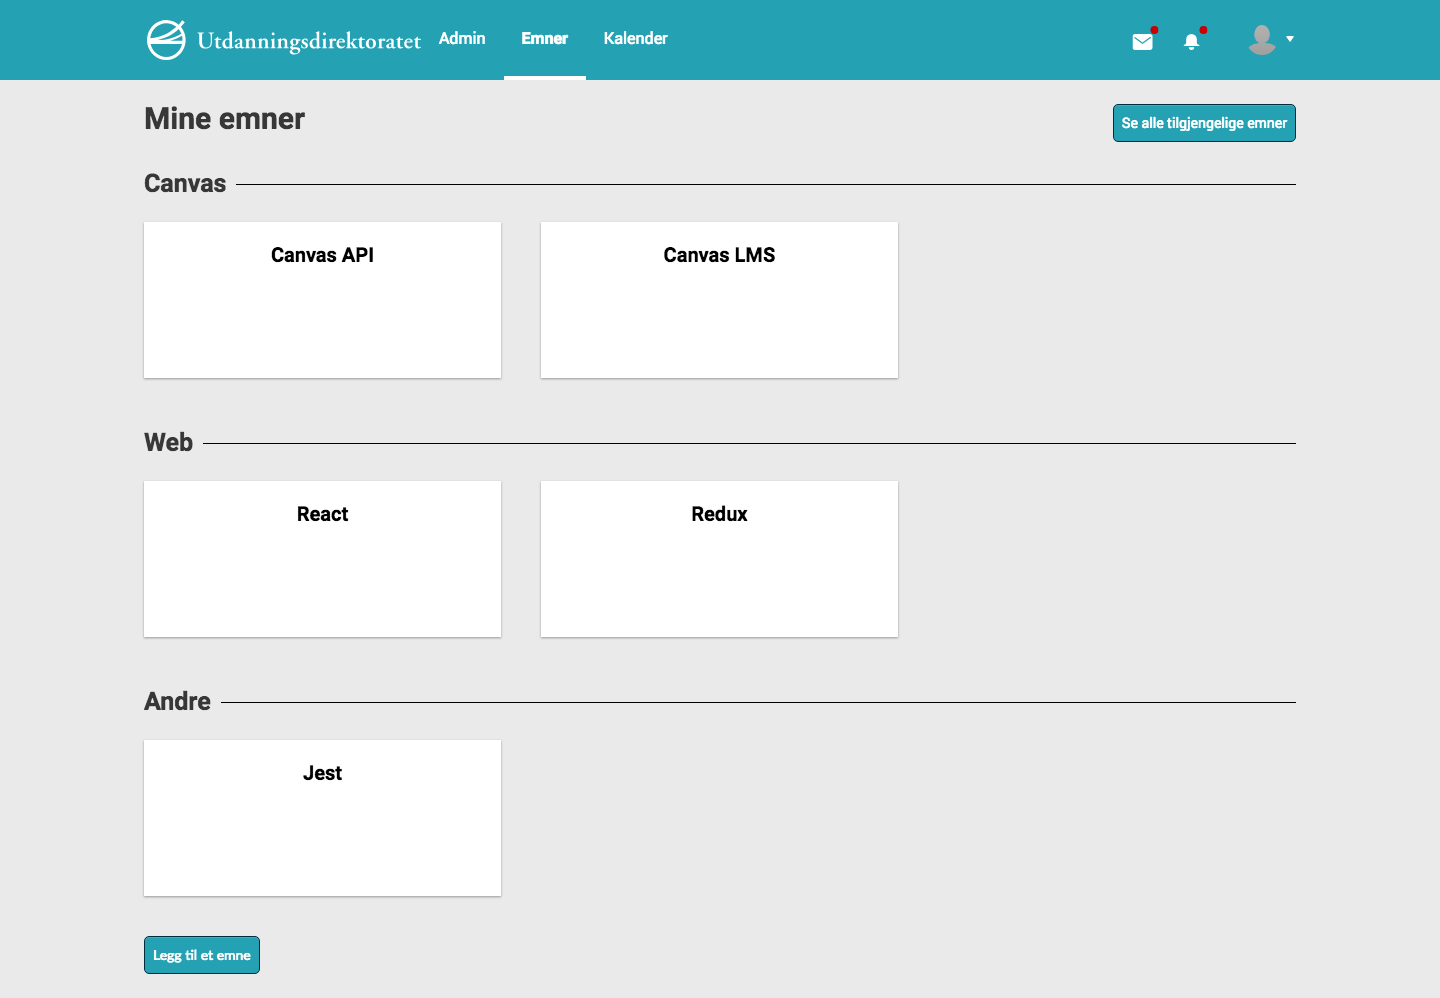 Utdanningsdirektoratet Admin Emner Kalender
Mine emner
Se alle tilgjengelige emner
Canvas
Canvas API
Canvas LMS
Web
React
Redux
Andre
Jest
Legg til et emne